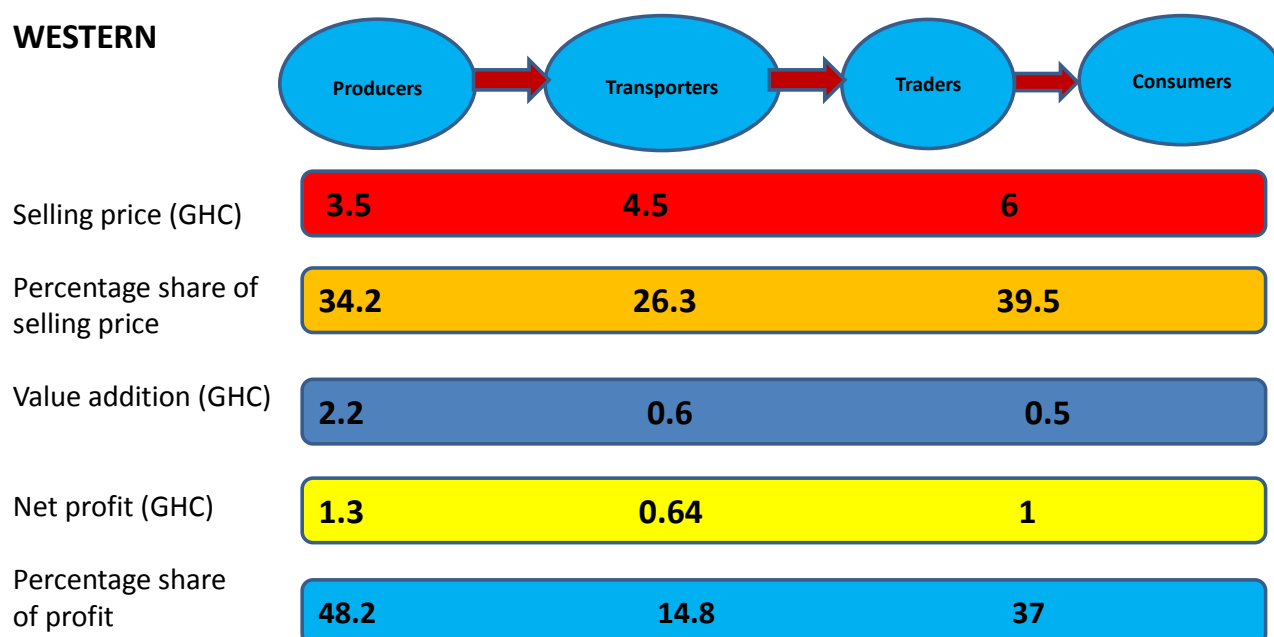 WESTERN
Producers Transporters Traders Consumers
Selling price (GHC) 3.5 4.5 6
Percentage share of
selling price 34.2 26.3 39.5
Value addition (GHC) 2.2 0.6 0.5
Net profit (GHC) 1.3 0.64 1
Percentage share
of profit 48.2 14.8 37